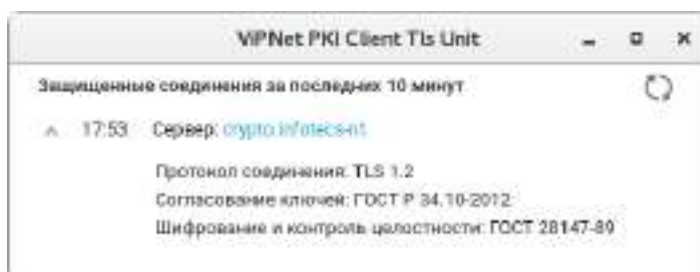 ViPNet PKI Client Tls Unit
Защищенные соединения за последних 10 минут
17:53 Сервер: crypto.infotecs-nt
Протокол соединения: TLS 1.2
Согласование ключей: ГОСТ Р 34.10-2012
Шифрование и контроль целостности: ГОСТ 28147-89